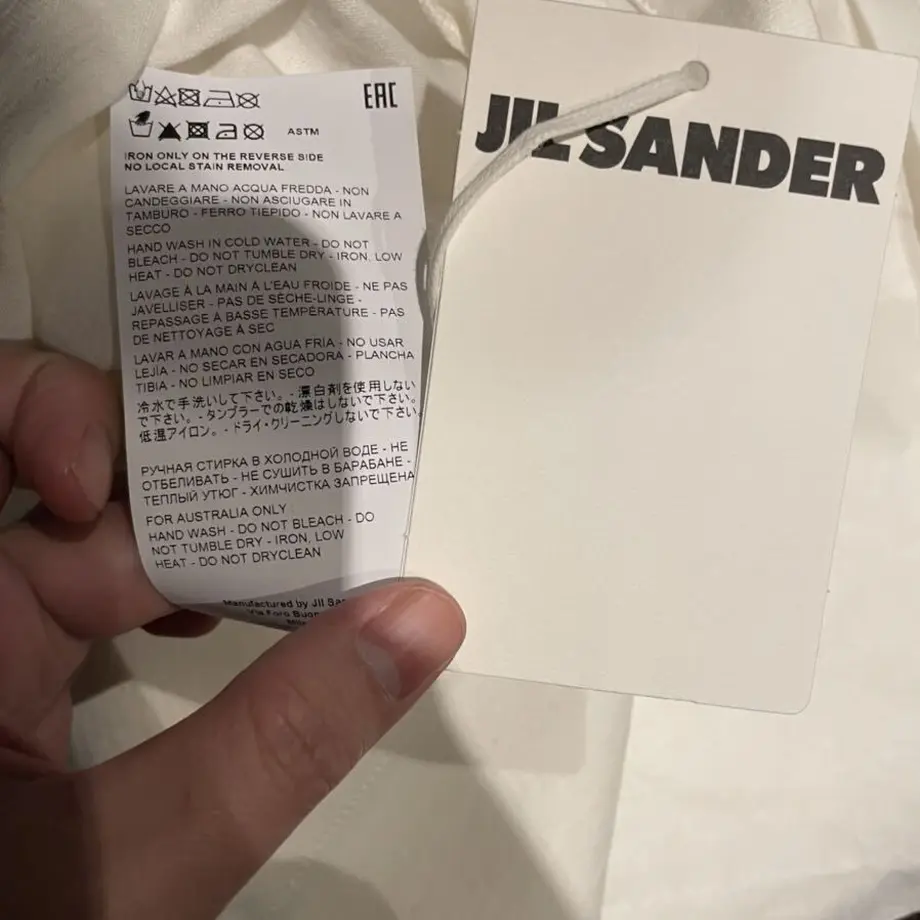 EAC
ASTM
IRON ONLY ON THE REVERSE SIDE
NO LOCAL STAIN REMOVAL
LAVARE A MANO ACQUA FREDDA - NON
CANDEGGIARE - NON ASCIUGARE IN
TAMBURO - FERRO TIEPIDO - NON LAVARE A
SECCO
HAND WASH IN COLD WATER - DO NOT
BLEACH - DO NOT TUMBLE DRY - IRON, LOW
HEAT - DO NOT DRYCLEAN
LAVAGE À LA MAIN À L'EAU FROIDE - NE PAS
JAVELLISER - PAS DE SÈCHE-LINGE -
REPASSAGE À BASSE TEMPÉRATURE - PAS
DE NETTOYAGE À SEC
LAVAR A MANO CON AGUA FRIA - NO USAR
LEJÍA - NO SECAR EN SECADORA - PLANCHA
TIBIA - NO LIMPIAR EN SECO
冷水で手洗いして下さい。- 漂白剤を使用しない
で下さい。- タンブラーでの乾燥はしないで下さい。
低温アイロン。- ドライ・クリーニングしないで下さい。
РУЧНАЯ СТИРКА В ХОЛОДНОЙ ВОДЕ - НЕ
ОТБЕЛИВАТЬ - НЕ СУШИТЬ В БАРАБАНЕ -
ТЕПЛЫЙ УТЮГ - ХИМЧИСТКА ЗАПРЕЩЕНА
FOR AUSTRALIA ONLY
HAND WASH - DO NOT BLEACH - DO
NOT TUMBLE DRY - IRON, LOW
HEAT - DO NOT DRYCLEAN
Manufactured by Jil
Via Foro
JIL SANDER